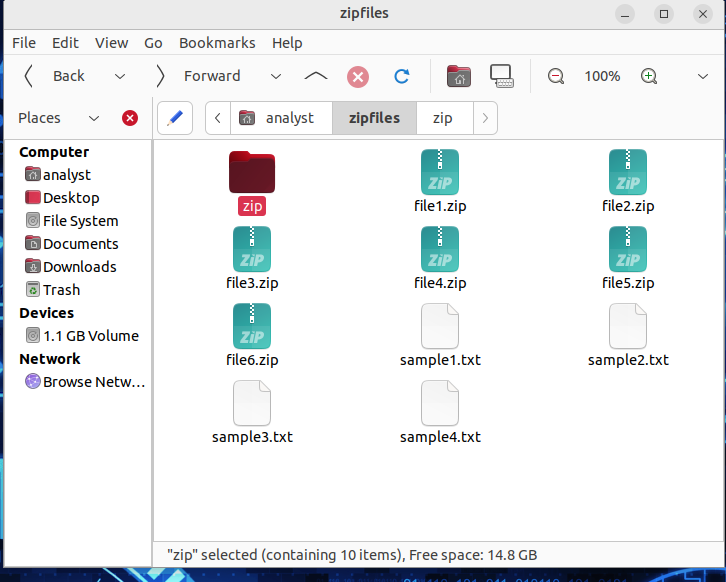 zipfiles
File Edit View Go Bookmarks Help
Back Forward 100%
Places analyst zipfiles zip
Computer
analyst
Desktop
File System
Documents
Downloads
Trash
Devices
1.1 GB Volume
Network
Browse Netw...
zip file1.zip file2.zip
file3.zip file4.zip file5.zip
file6.zip sample1.txt sample2.txt
sample3.txt sample4.txt
"zip" selected (containing 10 items), Free space: 14.8 GB